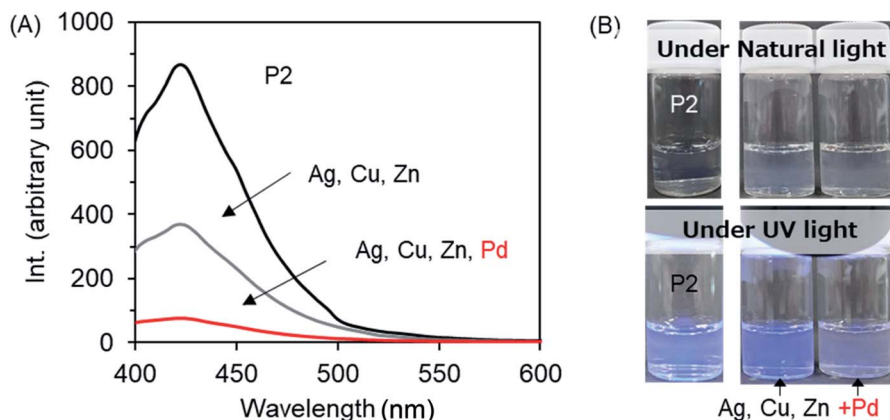 (A)
1000
800
600
400
200
0
Int. (arbitrary unit)
P2
Ag, Cu, Zn
Ag, Cu, Zn, Pd
400 450 500 550 600
Wavelength (nm)
(B)
Under Natural light
P2
Under UV light
P2
Ag, Cu, Zn +Pd